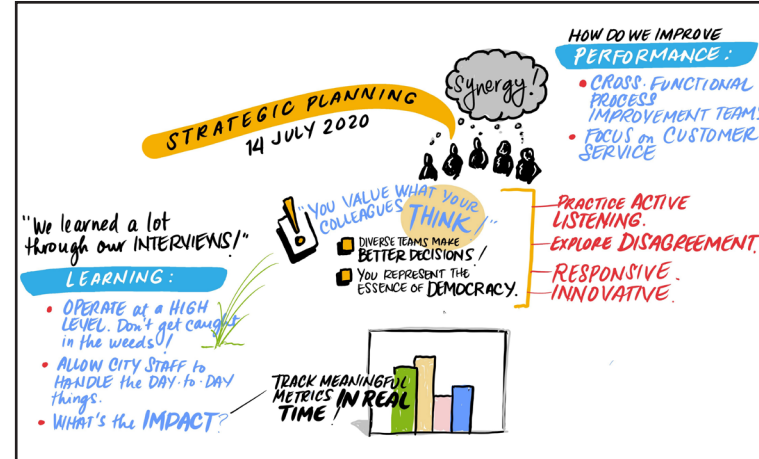 STRATEGIC PLANNING
14 JULY 2020
Synergy!
HOW DO WE IMPROVE
PERFORMANCE:
• CROSS-FUNCTIONAL
PROCESS
IMPROVEMENT TEAMS
• FOCUS on CUSTOMER
SERVICE
"We learned a lot
through our INTERVIEWS!"
LEARNING:
• OPERATE at a HIGH
LEVEL. Don't get caught
in the weeds!
• ALLOW CITY STAFF to
HANDLE the DAY-to-DAY
things.
• WHAT'S the IMPACT?
"YOU VALUE WHAT YOUR
COLLEAGUES THINK!"
DIVERSE TEAMS MAKE
BETTER DECISIONS!
YOU REPRESENT THE
ESSENCE OF DEMOCRACY.
PRACTICE ACTIVE
LISTENING.
EXPLORE DISAGREEMENT.
RESPONSIVE.
INNOVATIVE.
TRACK MEANINGFUL
METRICS IN REAL
TIME!